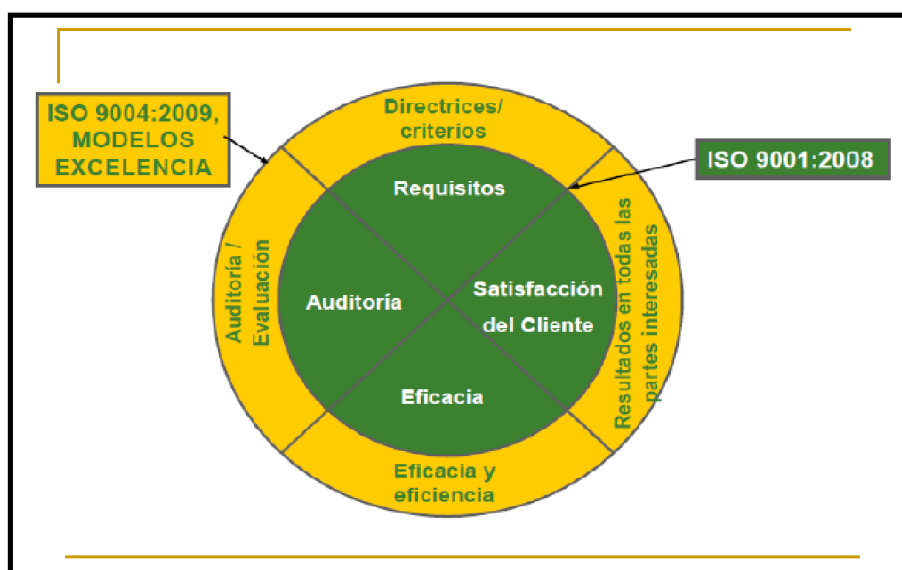 ISO 9004:2009,
MODELOS
EXCELENCIA
Directrices/
criterios
ISO 9001:2008
Requisitos
Auditoría /
Evaluación
Auditoría
Satisfacción
del Cliente
Resultados en todas las
partes interesadas
Eficacia
Eficacia y
eficiencia